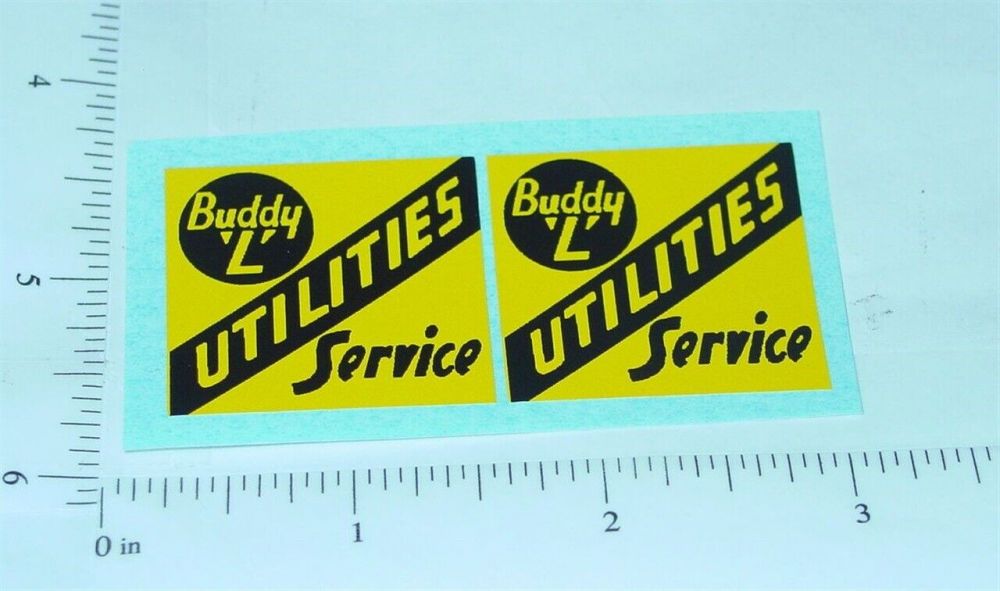 4
5
6
Buddy
"L"
UTILITIES
Service
Buddy
"L"
UTILITIES
Service
0 in
1
2
3